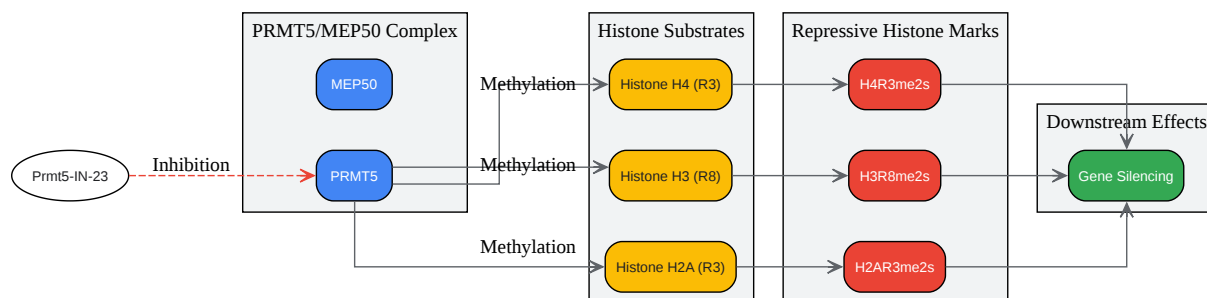 PRMT5/MEP50 Complex
Histone Substrates
Repressive Histone Marks
MEP50
Methylation
Histone H4 (R3)
H4R3me2s
Downstream Effects
Prmt5-IN-23
Inhibition
PRMT5
Methylation
Histone H3 (R8)
H3R8me2s
Gene Silencing
Methylation
Histone H2A (R3)
H2AR3me2s